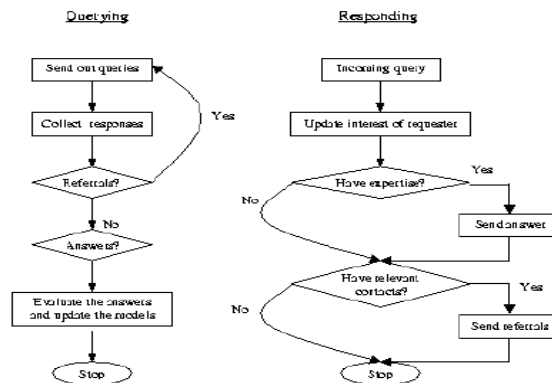 Querying
Send out queries
Collect responses
Yes
Referrals?
No
Answers?
Evaluate the answers
and update the models
Stop
Responding
Incoming query
Update interest of requester
Have expertise?
Yes
No
Send answer
Have relevant
contacts?
Yes
No
Send referrals
Stop